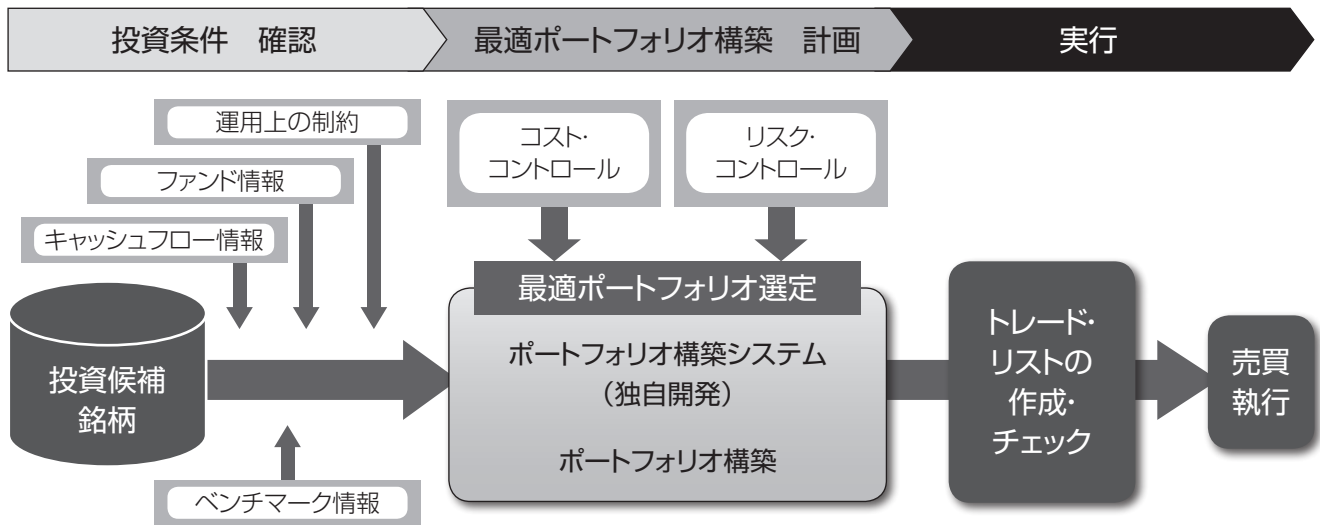 投資条件　確認
最適ポートフォリオ構築　計画
実行
運用上の制約
ファンド情報
キャッシュフロー情報
投資候補
銘柄
ベンチマーク情報
コスト・
コントロール
リスク・
コントロール
最適ポートフォリオ選定
ポートフォリオ構築システム
（独自開発）
ポートフォリオ構築
トレード・
リストの
作成・
チェック
売買
執行